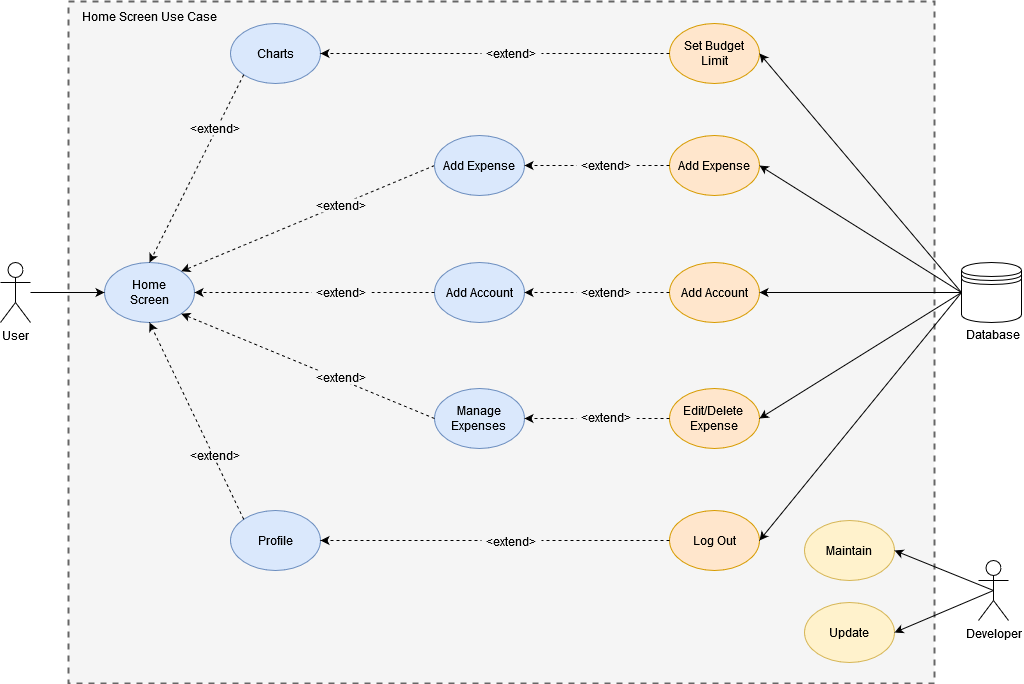 Home Screen Use Case
Charts
<extend>
Set Budget
Limit
<extend>
Add Expense
<extend>
Add Expense
<extend>
User
Home
Screen
<extend>
Add Account
<extend>
Add Account
Database
<extend>
Manage
Expenses
<extend>
Edit/Delete
Expense
<extend>
Profile
<extend>
Log Out
Maintain
Update
Developer